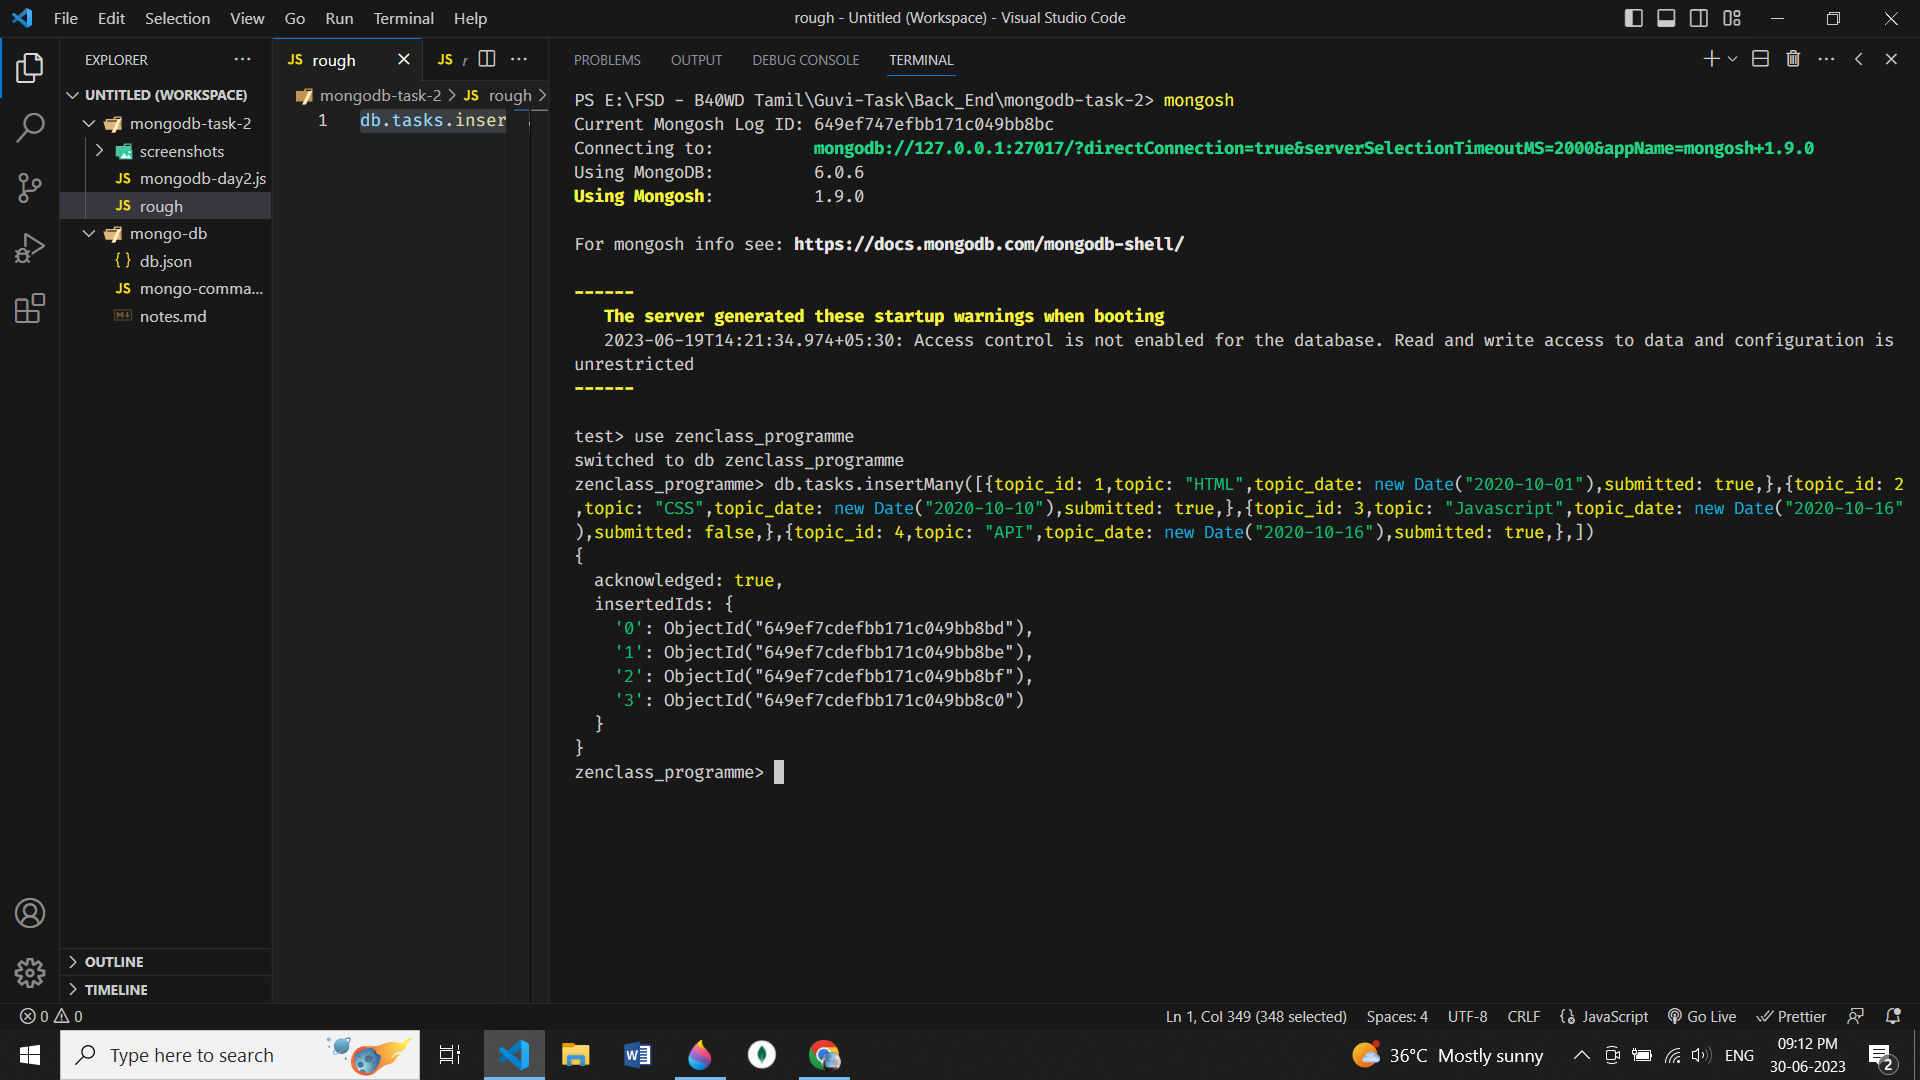 File Edit Selection View Go Run Terminal Help
rough - Untitled (Workspace) - Visual Studio Code
EXPLORER
UNTITLED (WORKSPACE)
mongodb-task-2
screenshots
JS mongodb-day2.js
JS rough
mongo-db
{} db.json
JS mongo-comma...
notes.md
OUTLINE
TIMELINE
JS rough JS r
mongodb-task-2 > JS rough >
1 db.tasks.inser
PROBLEMS OUTPUT DEBUG CONSOLE TERMINAL
PS E:\FSD - B40WD Tamil\Guvi-Task\Back_End\mongodb-task-2> mongosh
Current Mongosh Log ID: 649ef747efbb171c049bb8bc
Connecting to: mongodb://127.0.0.1:27017/?directConnection=true&serverSelectionTimeoutMS=2000&appName=mongosh+1.9.0
Using MongoDB: 6.0.6
Using Mongosh: 1.9.0
For mongosh info see: https://docs.mongodb.com/mongodb-shell/
------
The server generated these startup warnings when booting
2023-06-19T14:21:34.974+05:30: Access control is not enabled for the database. Read and write access to data and configuration is
unrestricted
------
test> use zenclass_programme
switched to db zenclass_programme
zenclass_programme> db.tasks.insertMany([{topic_id: 1,topic: "HTML",topic_date: new Date("2020-10-01"),submitted: true,},{topic_id: 2
,topic: "CSS",topic_date: new Date("2020-10-10"),submitted: true,},{topic_id: 3,topic: "Javascript",topic_date: new Date("2020-10-16"
),submitted: false,},{topic_id: 4,topic: "API",topic_date: new Date("2020-10-16"),submitted: true,},])
{
acknowledged: true,
insertedIds: {
'0': ObjectId("649ef7cdefbb171c049bb8bd"),
'1': ObjectId("649ef7cdefbb171c049bb8be"),
'2': ObjectId("649ef7cdefbb171c049bb8bf"),
'3': ObjectId("649ef7cdefbb171c049bb8c0")
}
}
zenclass_programme>
0 0
Ln 1, Col 349 (348 selected) Spaces: 4 UTF-8 CRLF JavaScript Go Live Prettier
Type here to search
36°C Mostly sunny
ENG
09:12 PM
30-06-2023
2